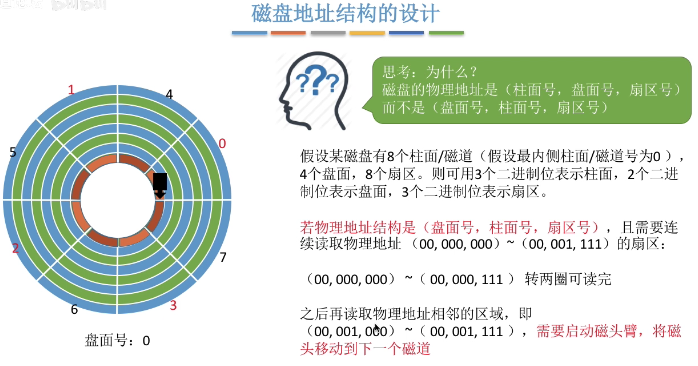 磁盘地址结构的设计
???
思考:为什么?
磁盘的物理地址是(柱面号,盘面号,扇区号)
而不是(盘面号,柱面号,扇区号)
1
4
0
5
2
7
6
3
盘面号:0
假设某磁盘有8个柱面/磁道(假设最内侧柱面/磁道号为0),
4个盘面,8个扇区。则可用3个二进制位表示柱面,2个二进
制位表示盘面,3个二进制位表示扇区。
若物理地址结构是(盘面号,柱面号,扇区号),且需要连
续读取物理地址(00, 000, 000)~(00, 001, 111)的扇区:
(00, 000, 000) ~(00, 000, 111) 转两圈可读完
之后再读取物理地址相邻的区域,即
(00, 001, 000) ~(00, 001, 111),需要启动磁头臂,将磁
头移动到下一个磁道